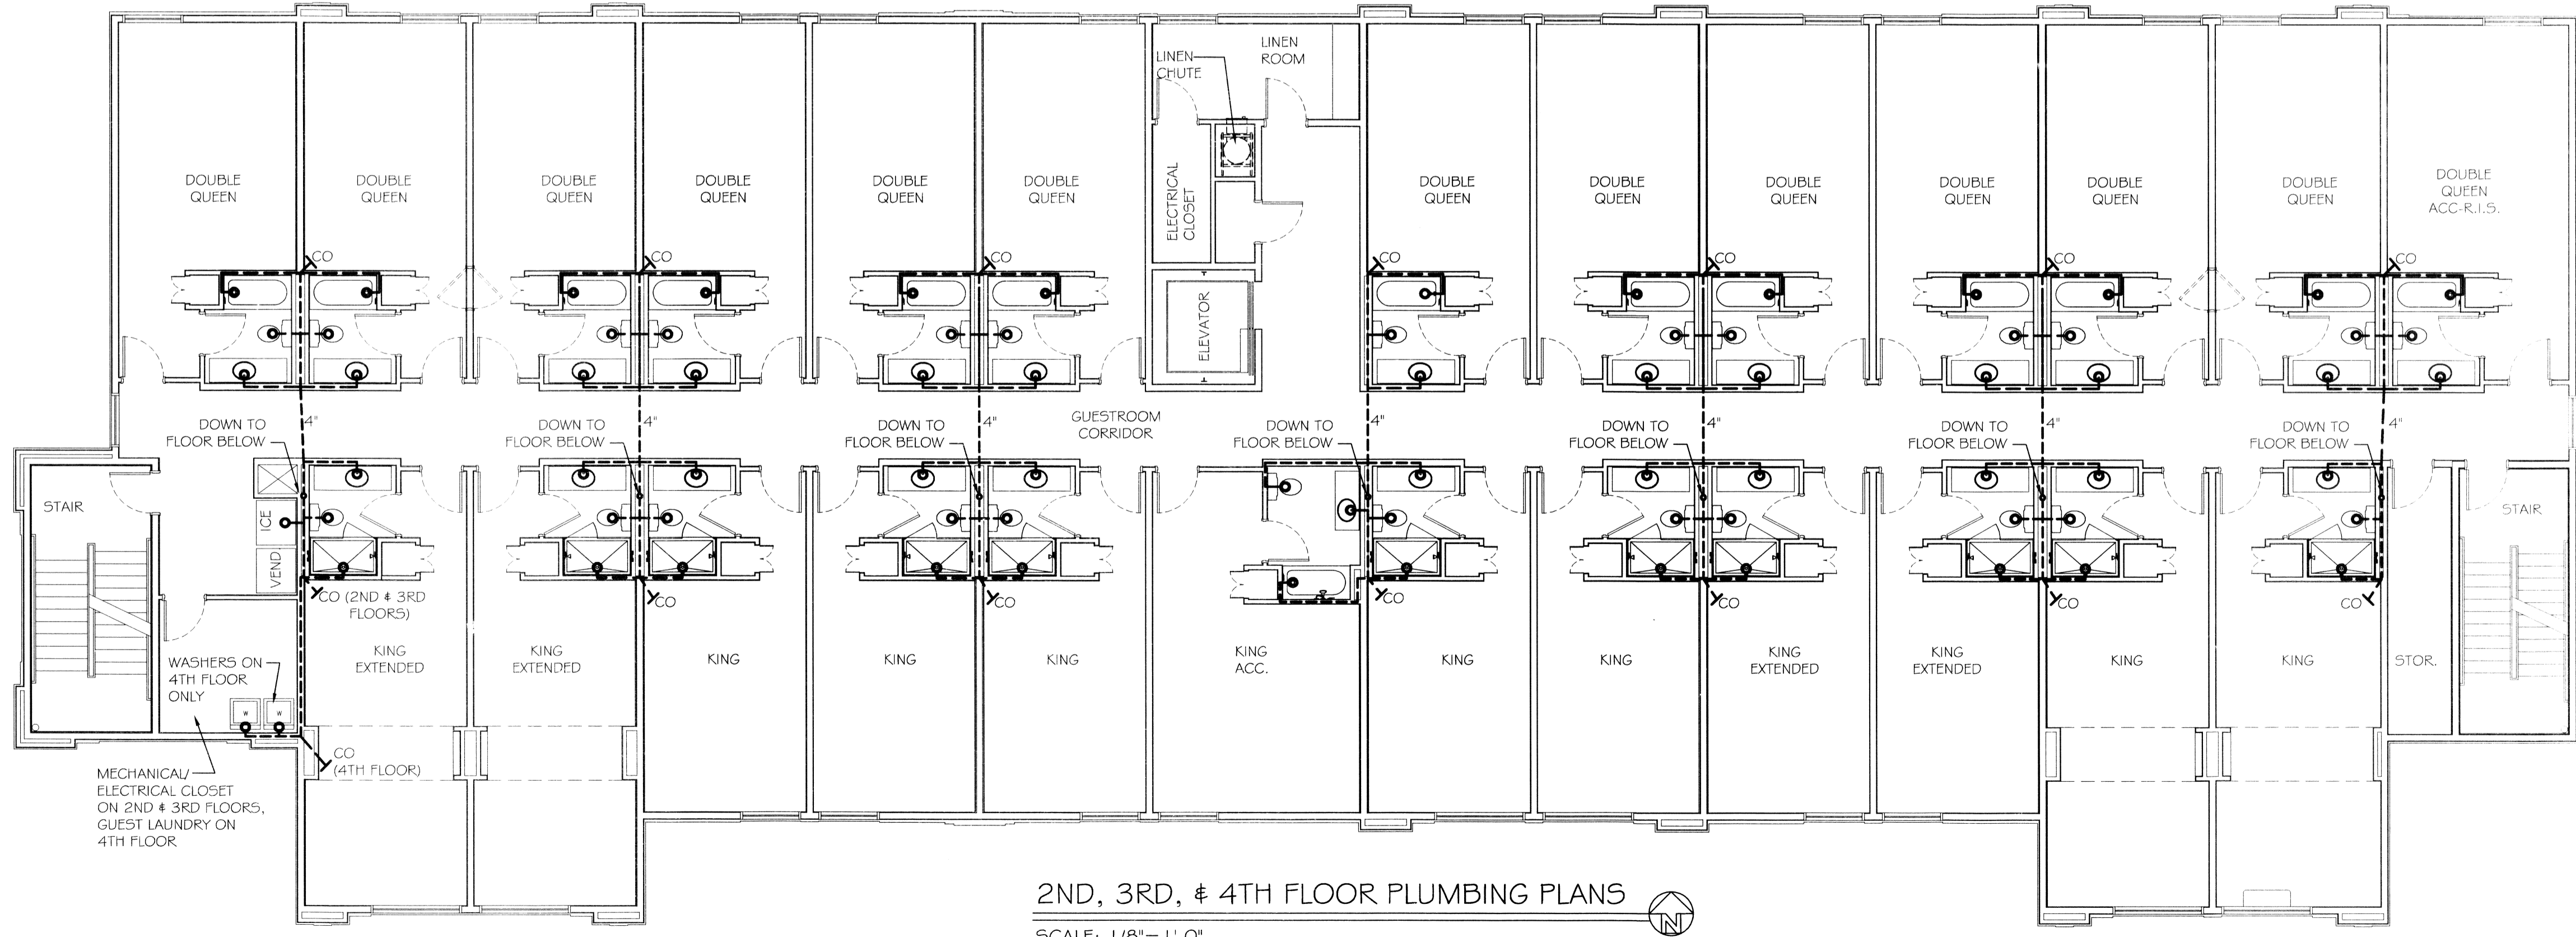 LINEN
CHUTE
LINEN
ROOM
DOUBLE
QUEEN
DOUBLE
QUEEN
DOUBLE
QUEEN
DOUBLE
QUEEN
DOUBLE
QUEEN
DOUBLE
QUEEN
ELECTRICAL
CLOSET
DOUBLE
QUEEN
DOUBLE
QUEEN
DOUBLE
QUEEN
DOUBLE
QUEEN
DOUBLE
QUEEN
DOUBLE
QUEEN
DOUBLE
QUEEN
ACC-R.I.S.
CO
CO
CO
CO
CO
CO
CO
ELEVATOR
DOWN TO
FLOOR BELOW
4"
DOWN TO
FLOOR BELOW
4"
DOWN TO
FLOOR BELOW
4"
GUESTROOM
CORRIDOR
DOWN TO
FLOOR BELOW
4"
DOWN TO
FLOOR BELOW
4"
DOWN TO
FLOOR BELOW
4"
DOWN TO
FLOOR BELOW
4"
STAIR
ICE
VEND
STAIR
CO (2ND & 3RD
FLOORS)
CO
CO
CO
CO
CO
CO
KING
EXTENDED
KING
EXTENDED
KING
KING
KING
KING
ACC.
KING
KING
KING
EXTENDED
KING
EXTENDED
KING
KING
STOR.
WASHERS ON
4TH FLOOR
ONLY
W
W
CO
(4TH FLOOR)
MECHANICAL/
ELECTRICAL CLOSET
ON 2ND & 3RD FLOORS,
GUEST LAUNDRY ON
4TH FLOOR
2ND, 3RD, & 4TH FLOOR PLUMBING PLANS
N
SCALE: 1/8"= 1'-0"